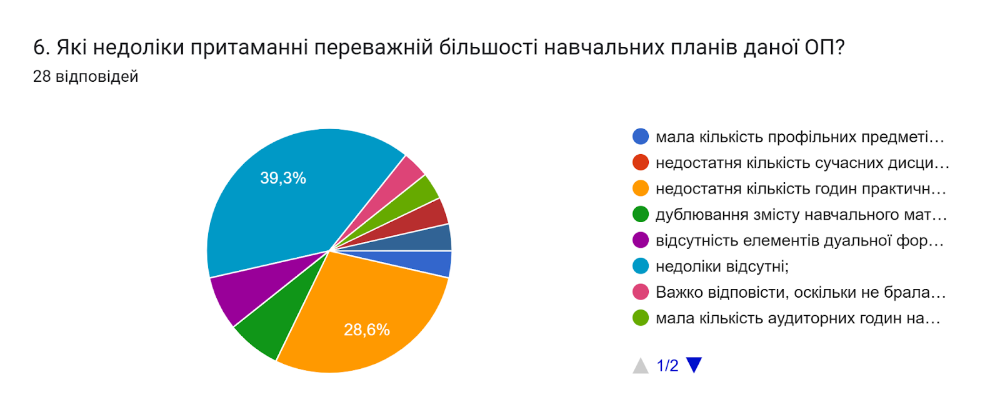 6. Які недоліки притаманні переважній більшості навчальних планів даної ОП?
28 відповідей
39,3%
28,6%
мала кількість профільних предметі...
недостатня кількість сучасних дисци...
недостатня кількість годин практичн...
дублювання змісту навчального мат...
відсутність елементів дуальної фор...
недоліки відсутні;
Важко відповісти, оскільки не брала...
мала кількість аудиторних годин на...
1/2